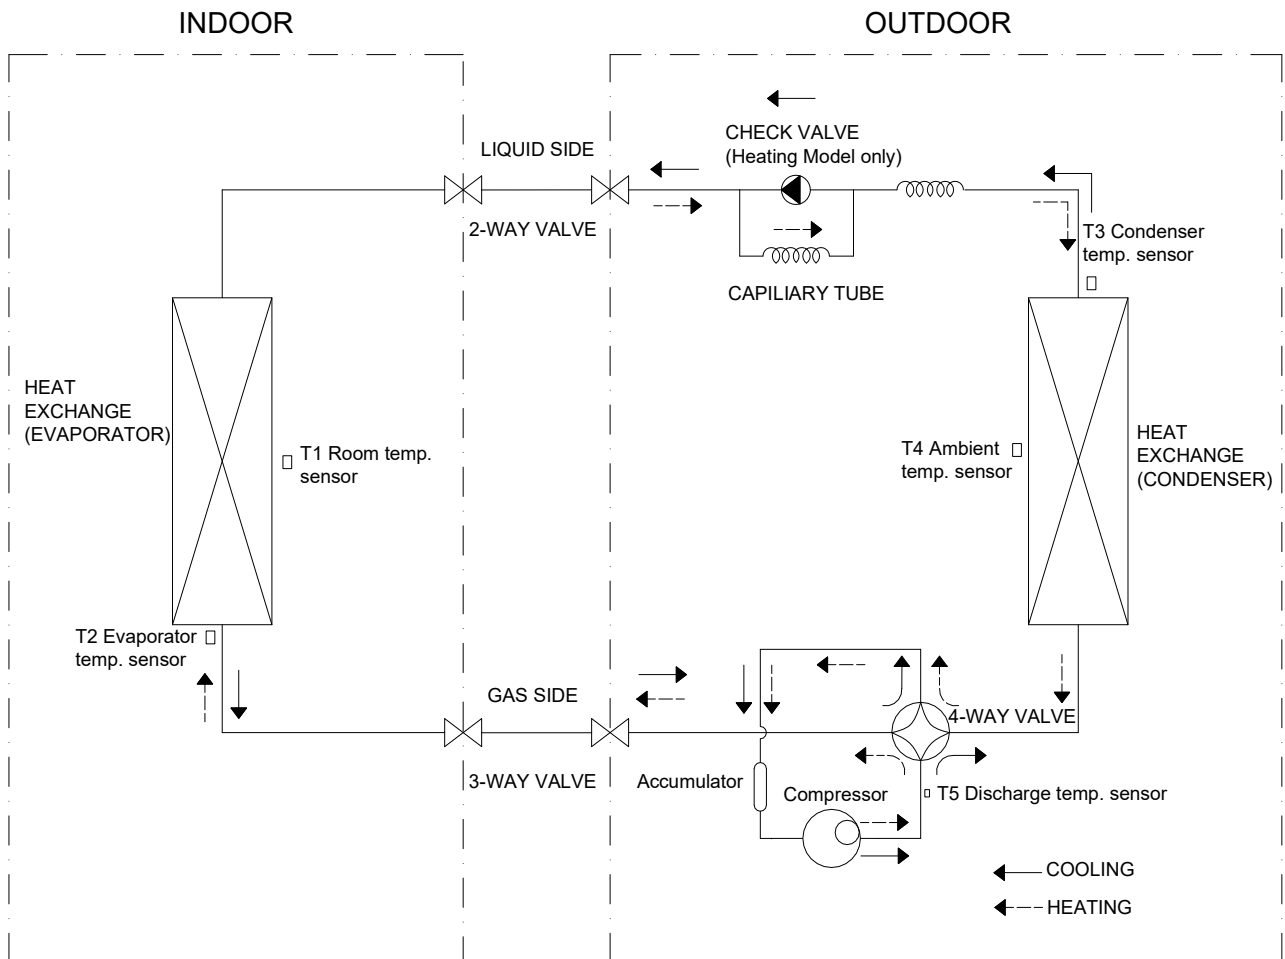 INDOOR
OUTDOOR
LIQUID SIDE
2-WAY VALVE
CHECK VALVE
(Heating Model only)
CAPILIARY TUBE
T3 Condenser
temp. sensor
HEAT
EXCHANGE
(EVAPORATOR)
T1 Room temp.
sensor
T4 Ambient
temp. sensor
HEAT
EXCHANGE
(CONDENSER)
T2 Evaporator
temp. sensor
GAS SIDE
3-WAY VALVE
4-WAY VALVE
Accumulator
Compressor
T5 Discharge temp. sensor
COOLING
HEATING